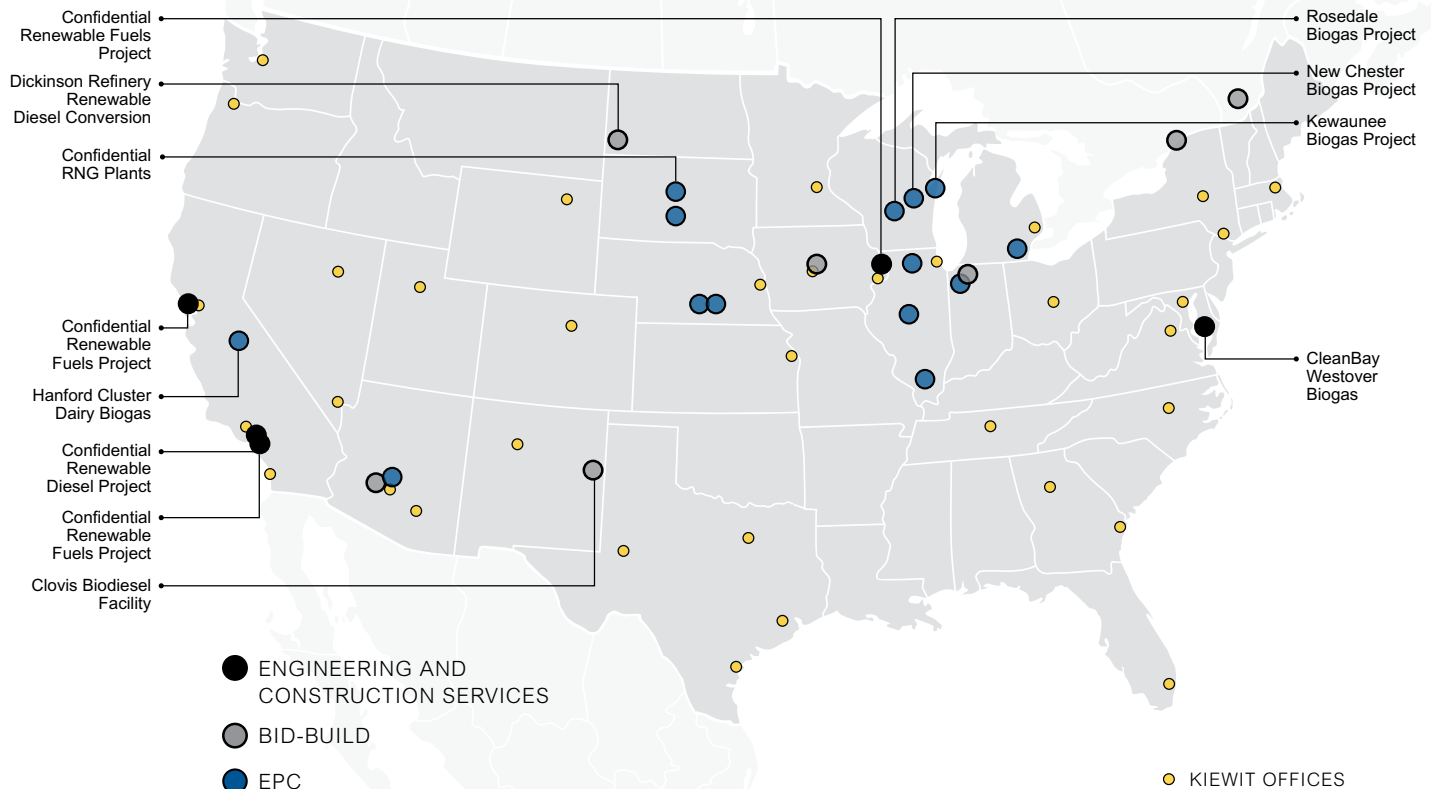 Confidential
Renewable Fuels
Project
Dickinson Refinery
Renewable
Diesel Conversion
Confidential
RNG Plants
Confidential
Renewable
Fuels Project
Hanford Cluster
Dairy Biogas
Confidential
Renewable
Diesel Project
Confidential
Renewable
Fuels Project
Clovis Biodiesel
Facility
Rosedale
Biogas Project
New Chester
Biogas Project
Kewaunee
Biogas Project
CleanBay
Westover
Biogas
ENGINEERING AND
CONSTRUCTION SERVICES
BID-BUILD
EPC
KIEWIT OFFICES